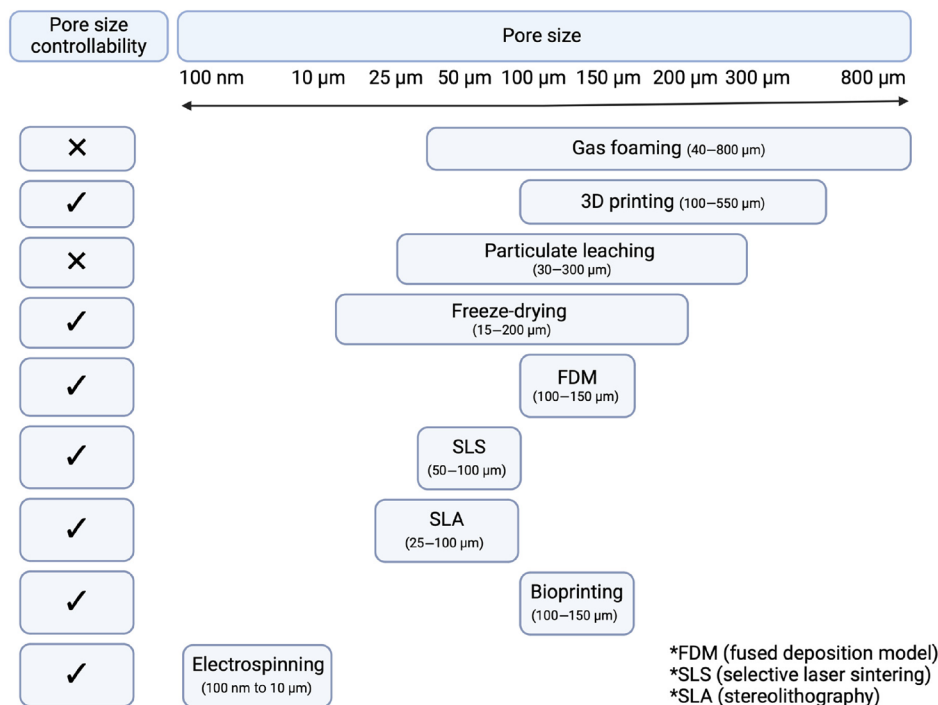 Pore size
controllability
Pore size
100 nm 10 μm 25 μm 50 μm 100 μm 150 μm 200 μm 300 μm 800 μm
✕ Gas foaming (40–800 μm)
✓ 3D printing (100–550 μm)
✕ Particulate leaching
(30–300 μm)
✓ Freeze-drying
(15–200 μm)
✓ FDM
(100–150 μm)
✓ SLS
(50–100 μm)
✓ SLA
(25–100 μm)
✓ Bioprinting
(100–150 μm)
✓ Electrospinning
(100 nm to 10 μm)
*FDM (fused deposition model)
*SLS (selective laser sintering)
*SLA (stereolithography)